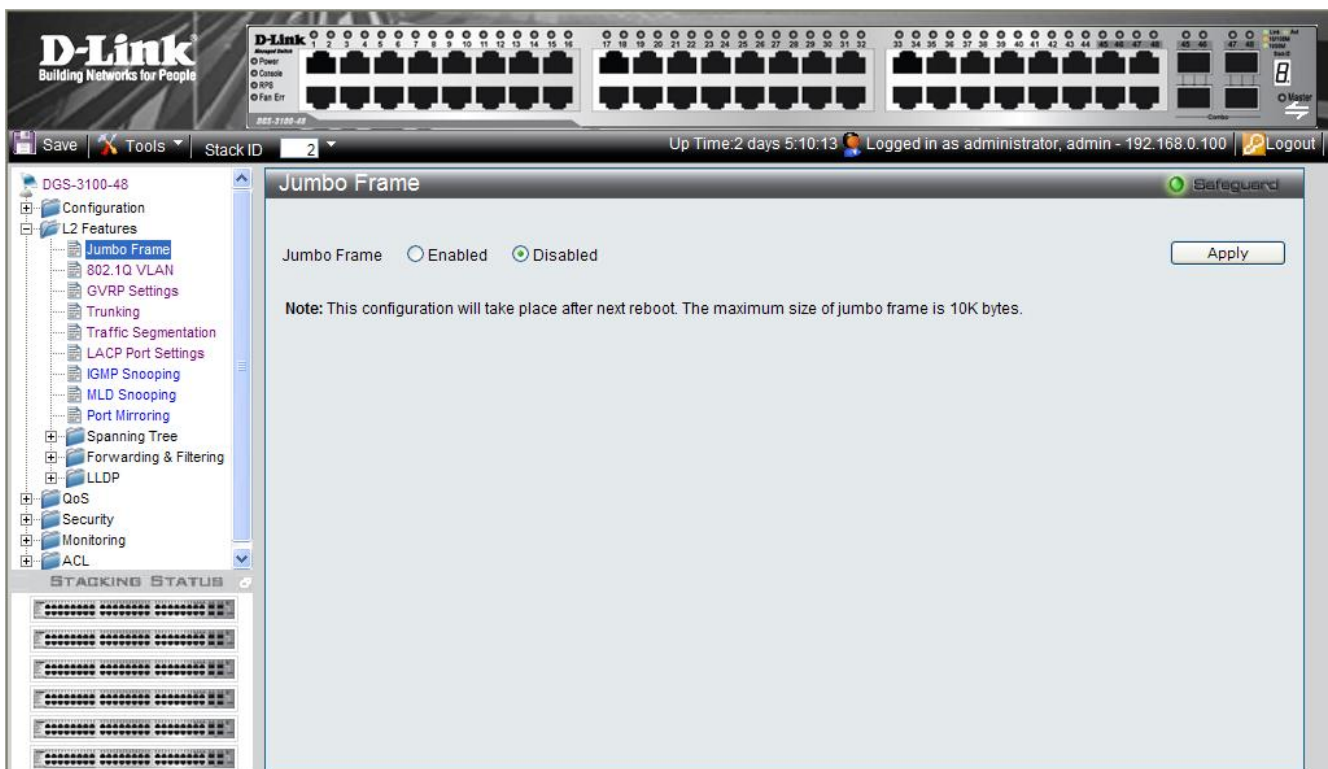 D-Link
Building Networks for People
D-Link
Managed Switch
Power
Console
RPS
Fan Err
DGS-3100-48
1 2 3 4 5 6 7 8 9 10 11 12 13 14 15 16
17 18 19 20 21 22 23 24 25 26 27 28 29 30 31 32
33 34 35 36 37 38 39 40 41 42 43 44 45 46 47 48
45 46 47 48
Combo
Master
Save Tools Stack ID 2 Up Time:2 days 5:10:13 Logged in as administrator, admin - 192.168.0.100 Logout
DGS-3100-48
Configuration
L2 Features
Jumbo Frame
802.1Q VLAN
GVRP Settings
Trunking
Traffic Segmentation
LACP Port Settings
IGMP Snooping
MLD Snooping
Port Mirroring
Spanning Tree
Forwarding & Filtering
LLDP
QoS
Security
Monitoring
ACL
STACKING STATUS
Jumbo Frame Safeguard
Jumbo Frame Enabled Disabled Apply
Note: This configuration will take place after next reboot. The maximum size of jumbo frame is 10K bytes.